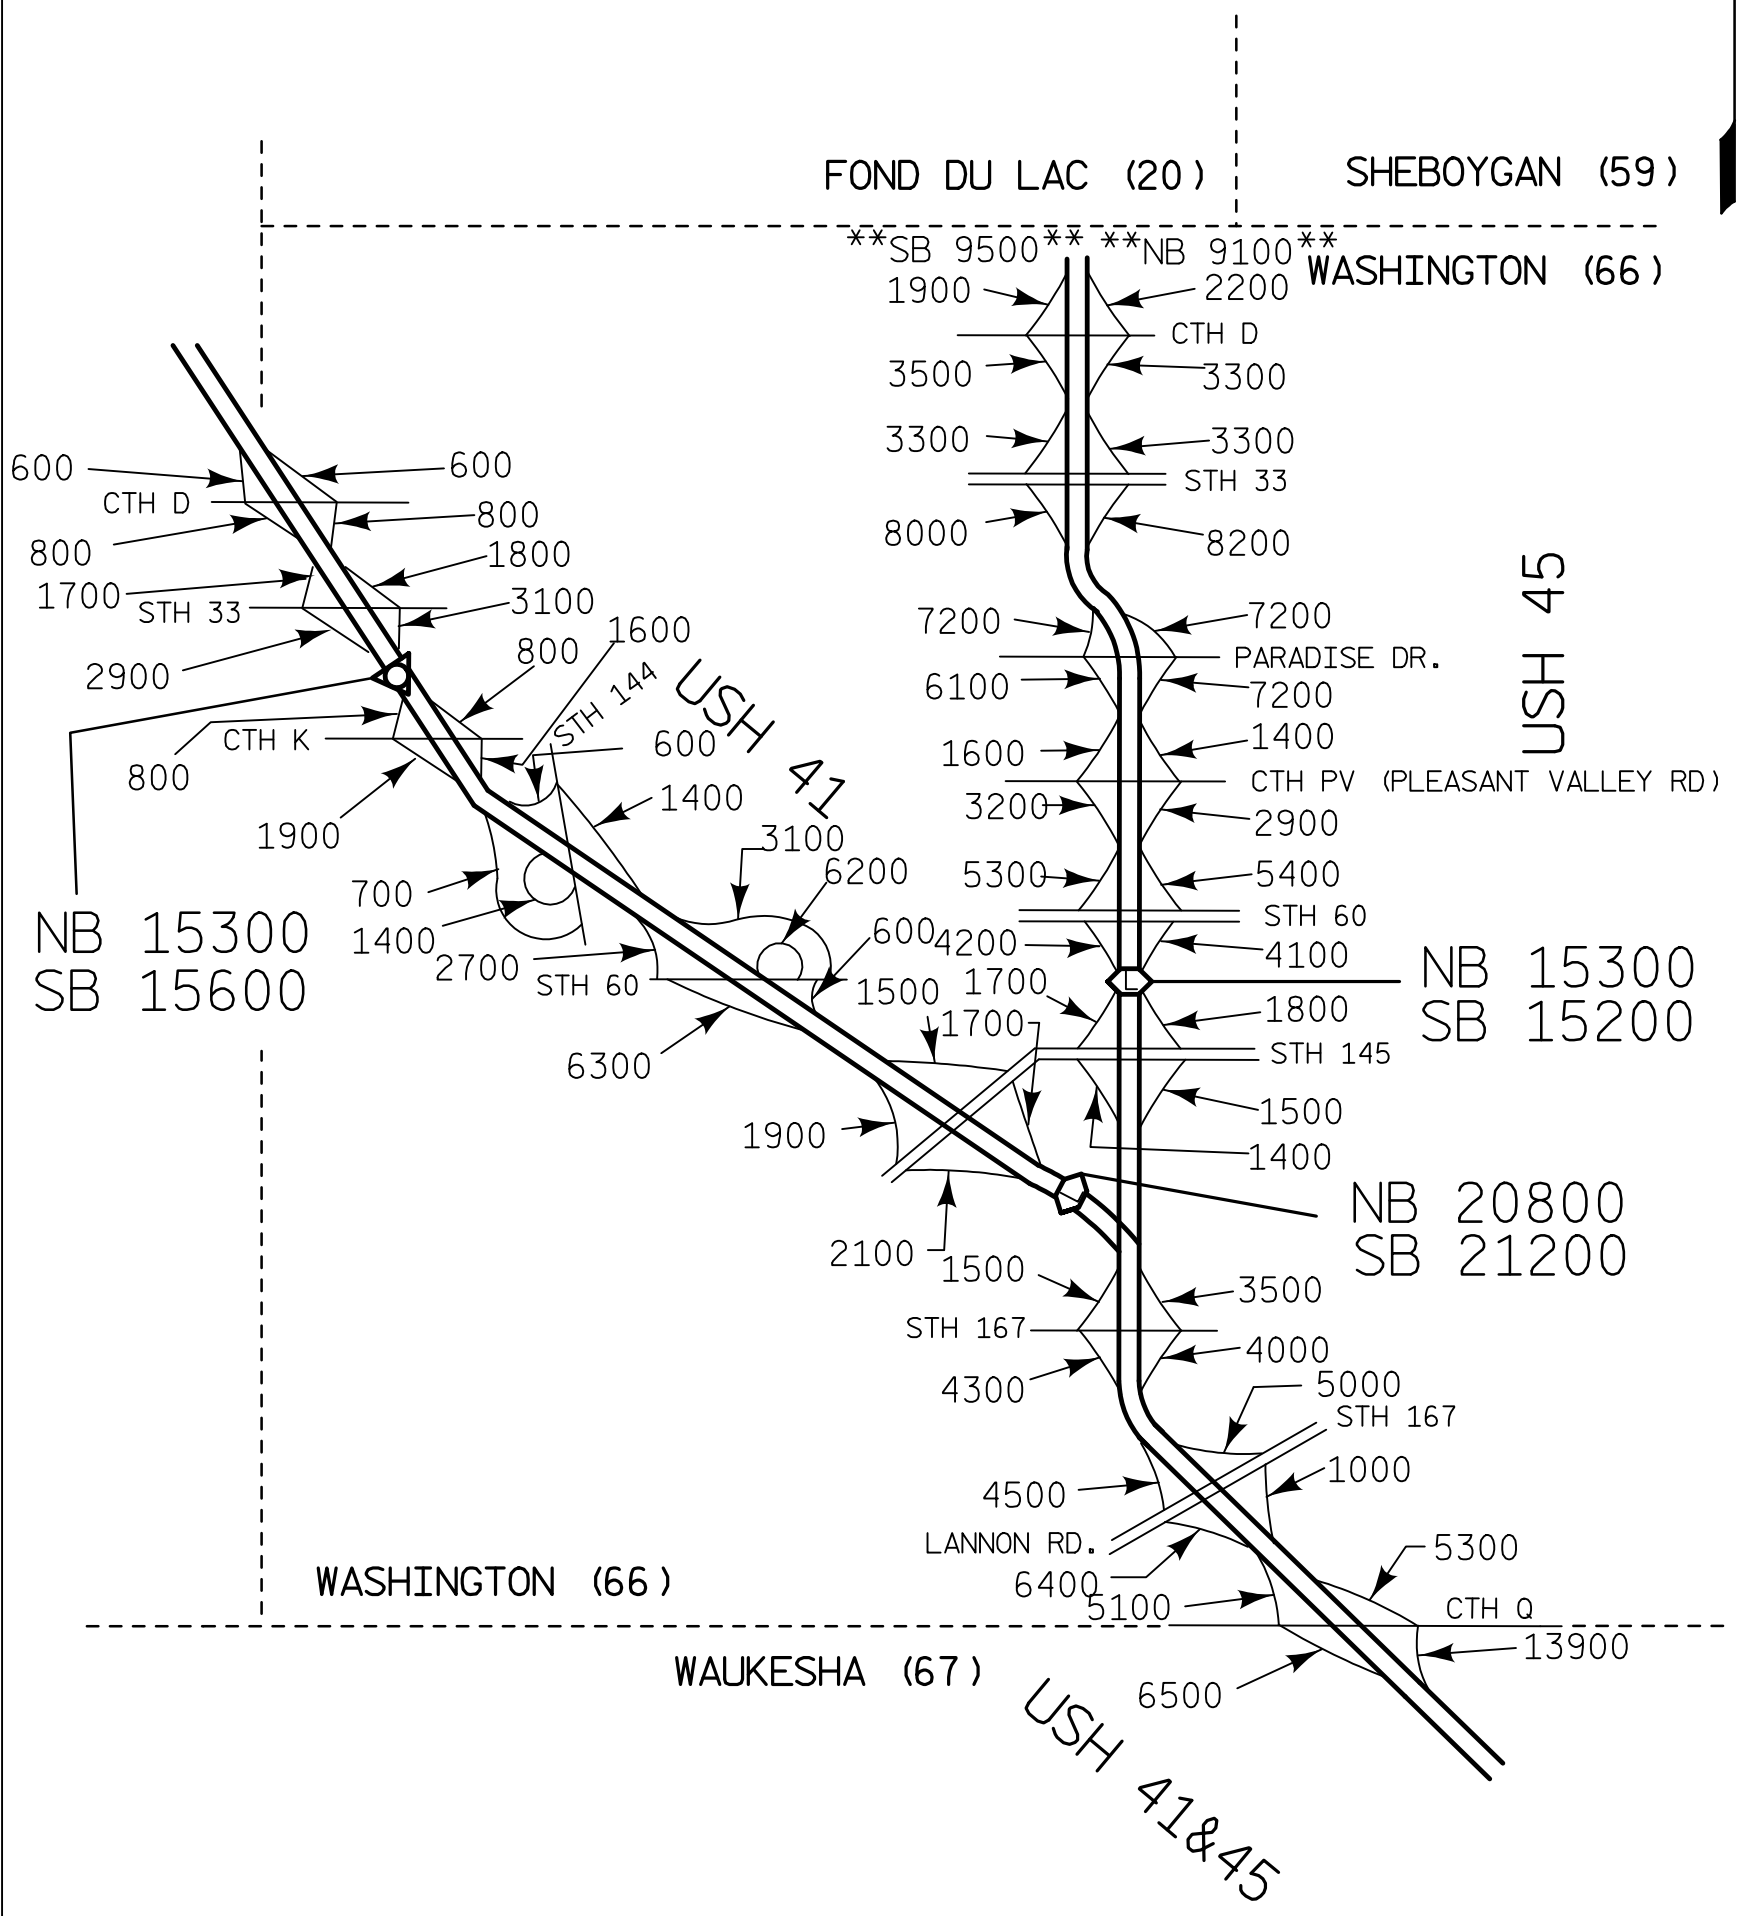 FOND DU LAC (20)
SHEBOYGAN (59)
**SB 9500** **NB 9100**
WASHINGTON (66)
1900
2200
CTH D
3500
3300
3300
3300
STH 33
8000
8200
600
600
CTH D
800
800
1700
1800
STH 33
3100
2900
1600
800
STH 144
USH 41
CTH K
600
800
1400
1900
3100
6200
700
1400
2700
STH 60
600
6300
1500
1700
1900
2100
NB 15300
SB 15600
USH 45
7200
7200
PARADISE DR.
6100
7200
1600
1400
CTH PV (PLEASANT VALLEY RD)
3200
2900
5300
5400
STH 60
4200
4100
NB 15300
SB 15200
1700
1800
STH 145
1500
1400
L
NB 20800
SB 21200
1500
3500
STH 167
4000
4300
5000
STH 167
1000
4500
LANNON RD.
6400
5300
5100
CTH Q
13900
6500
WASHINGTON (66)
WAUKESHA (67)
USH 41&45